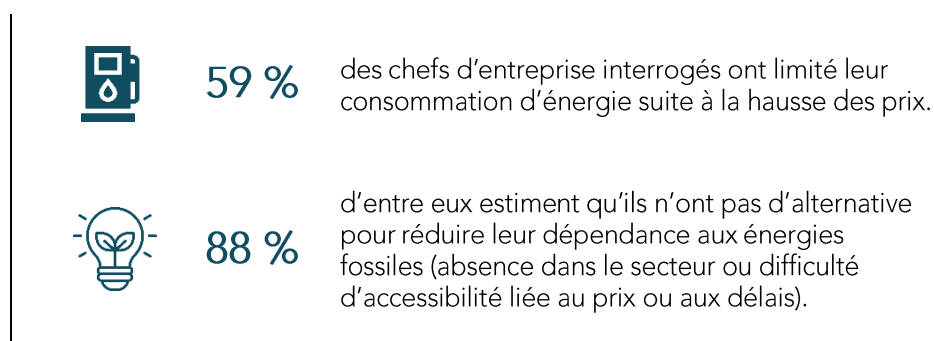 59 %
des chefs d’entreprise interrogés ont limité leur
consommation d’énergie suite à la hausse des prix.
88 %
d’entre eux estiment qu’ils n’ont pas d’alternative
pour réduire leur dépendance aux énergies
fossiles (absence dans le secteur ou difficulté
d’accessibilité liée au prix ou aux délais).